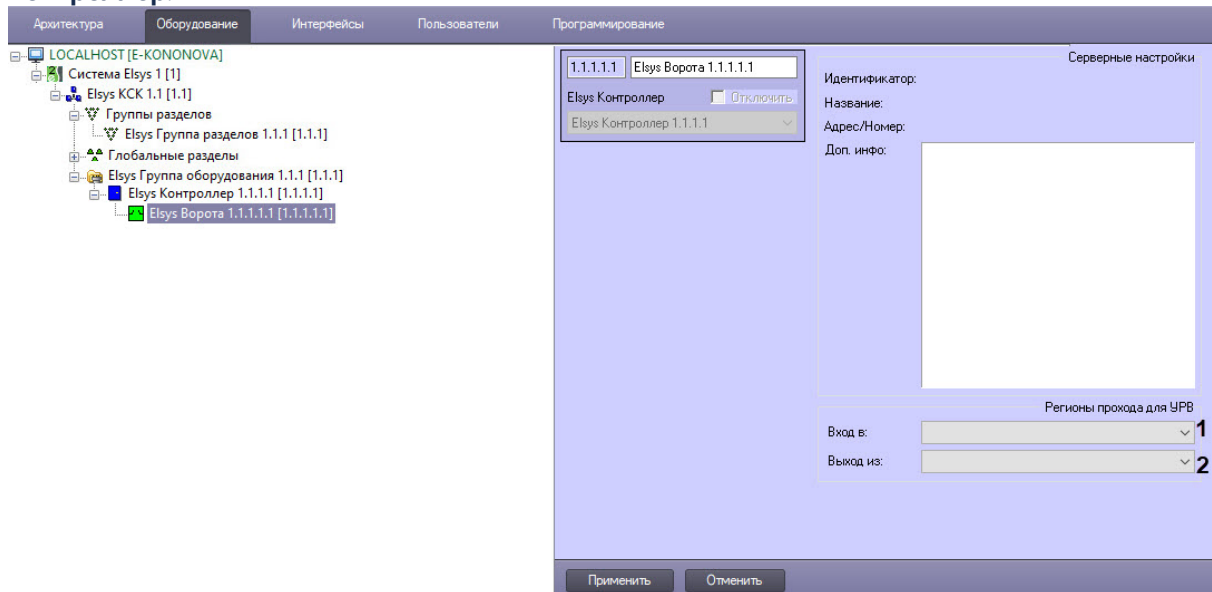 Архитектура Оборудование Интерфейсы Пользователи Программирование
LOCALHOST [E-KONONOVA]
Система Elsys 1 [1]
Elsys КСК 1.1 [1.1]
Группы разделов
Elsys Группа разделов 1.1.1 [1.1.1]
Глобальные разделы
Elsys Группа оборудования 1.1.1 [1.1.1]
Elsys Контроллер 1.1.1.1 [1.1.1.1]
Elsys Ворота 1.1.1.1.1 [1.1.1.1.1]
1.1.1.1.1 Elsys Ворота 1.1.1.1.1
Elsys Контроллер Отключить
Elsys Контроллер 1.1.1.1
Серверные настройки
Идентификатор:
Название:
Адрес/Номер:
Доп. инфо:
Регионы прохода для УРВ
Вход в: 1
Выход из: 2
Применить Отменить